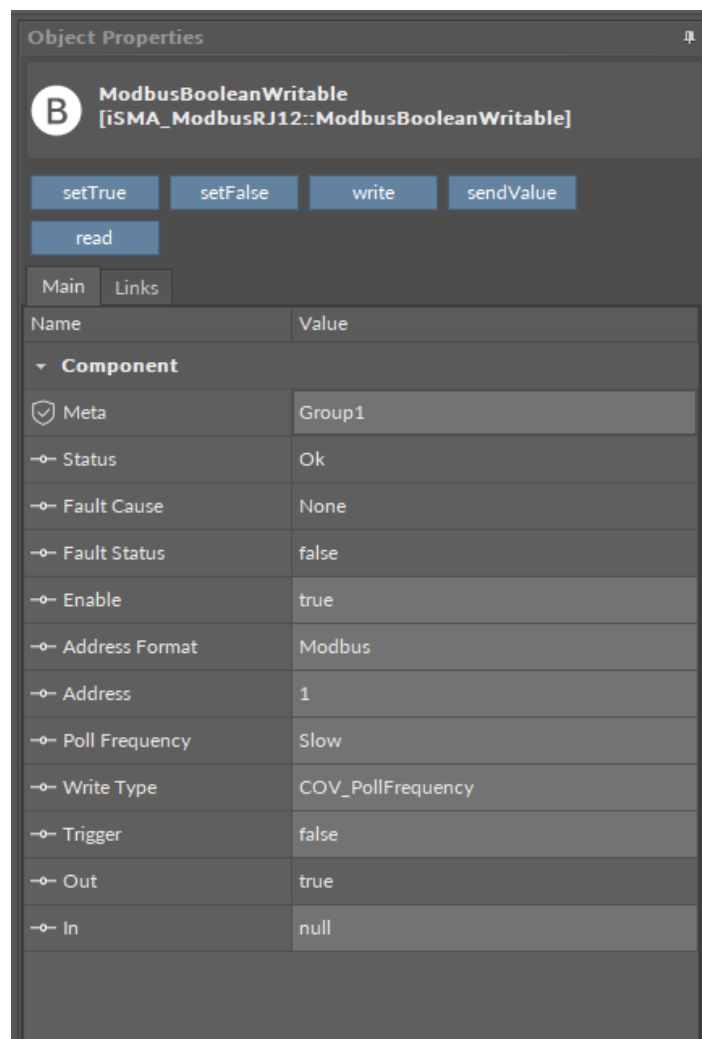 Object Properties
B
ModbusBooleanWritable
[iSMA_ModbusRJ12::ModbusBooleanWritable]
setTrue setFalse write sendValue
read
Main Links
Name Value
Component
Meta Group1
Status Ok
Fault Cause None
Fault Status false
Enable true
Address Format Modbus
Address 1
Poll Frequency Slow
Write Type COV_PollFrequency
Trigger false
Out true
In null